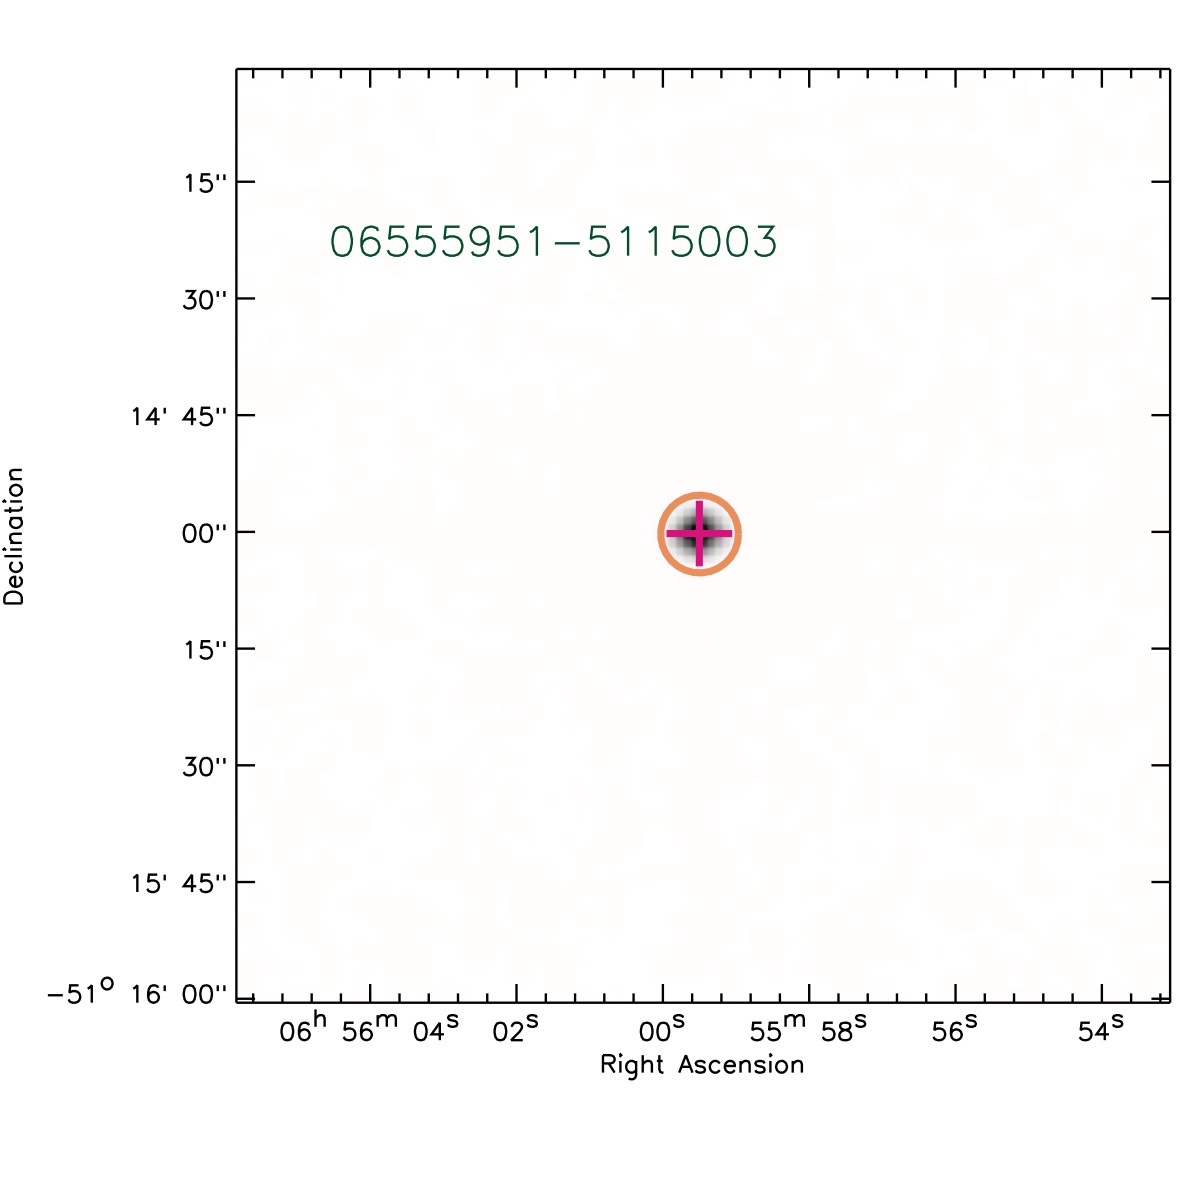 06555951-5115003
15"
30"
14' 45"
00"
15"
30"
15' 45"
-51° 16' 00"
Declination
06h 56m 04s 02s 00s 55m 58s 56s 54s
Right Ascension